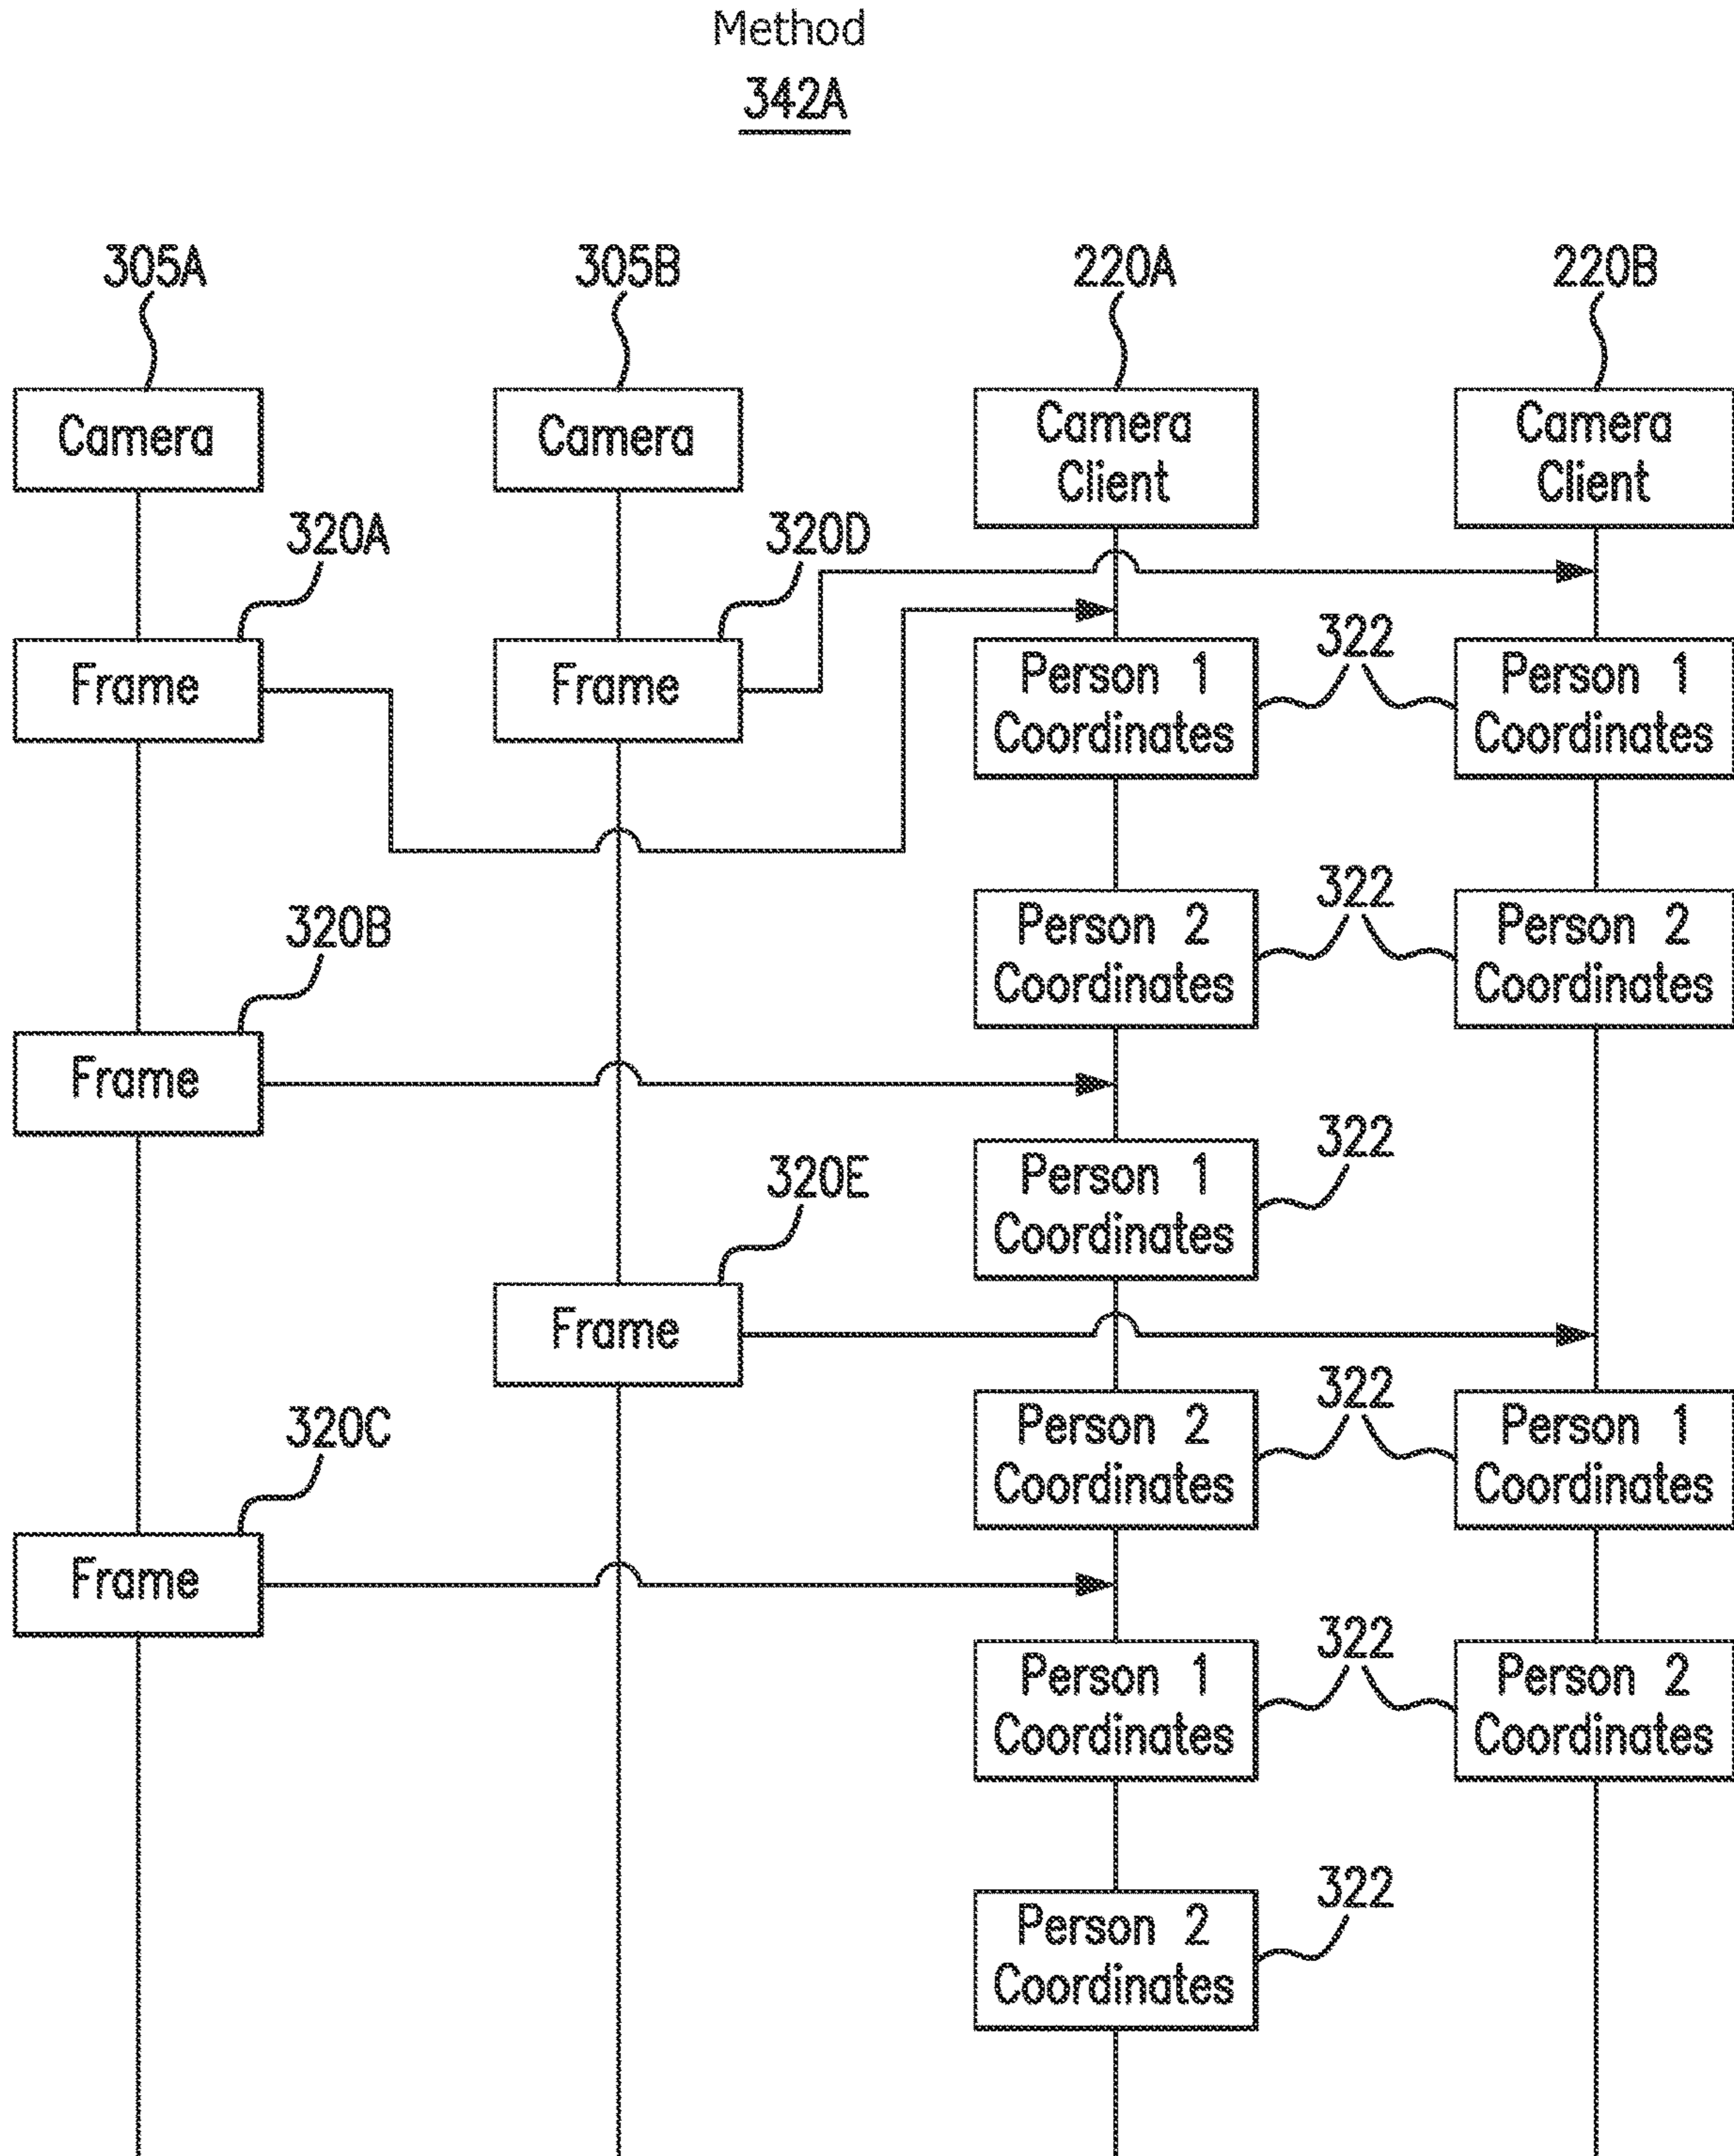 Method
342A
305A 305B 220A 220B
Camera Camera Camera Client Camera Client
320A 320D
Frame Frame Person 1 Coordinates 322 Person 1 Coordinates
320B
Person 2 Coordinates 322 Person 2 Coordinates
Frame
320E
Person 1 Coordinates 322
Frame
320C
Person 2 Coordinates 322 Person 1 Coordinates
Frame
Person 1 Coordinates 322 Person 2 Coordinates
Person 2 Coordinates 322